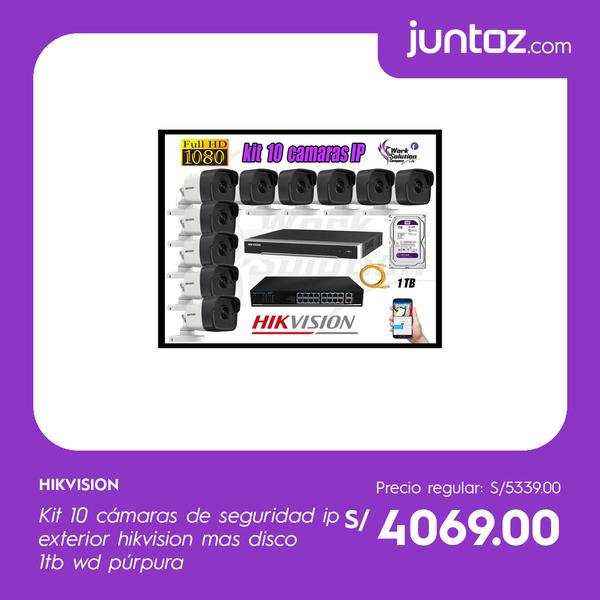 juntoz.com
Full HD
1080
kit 10 camaras IP
Work
Solution
Company
1 TB
HIKVISION
HIKVISION
Kit 10 cámaras de seguridad ip
exterior hikvision mas disco
1tb wd púrpura
Precio regular: S/5339.00
S/ 4069.00